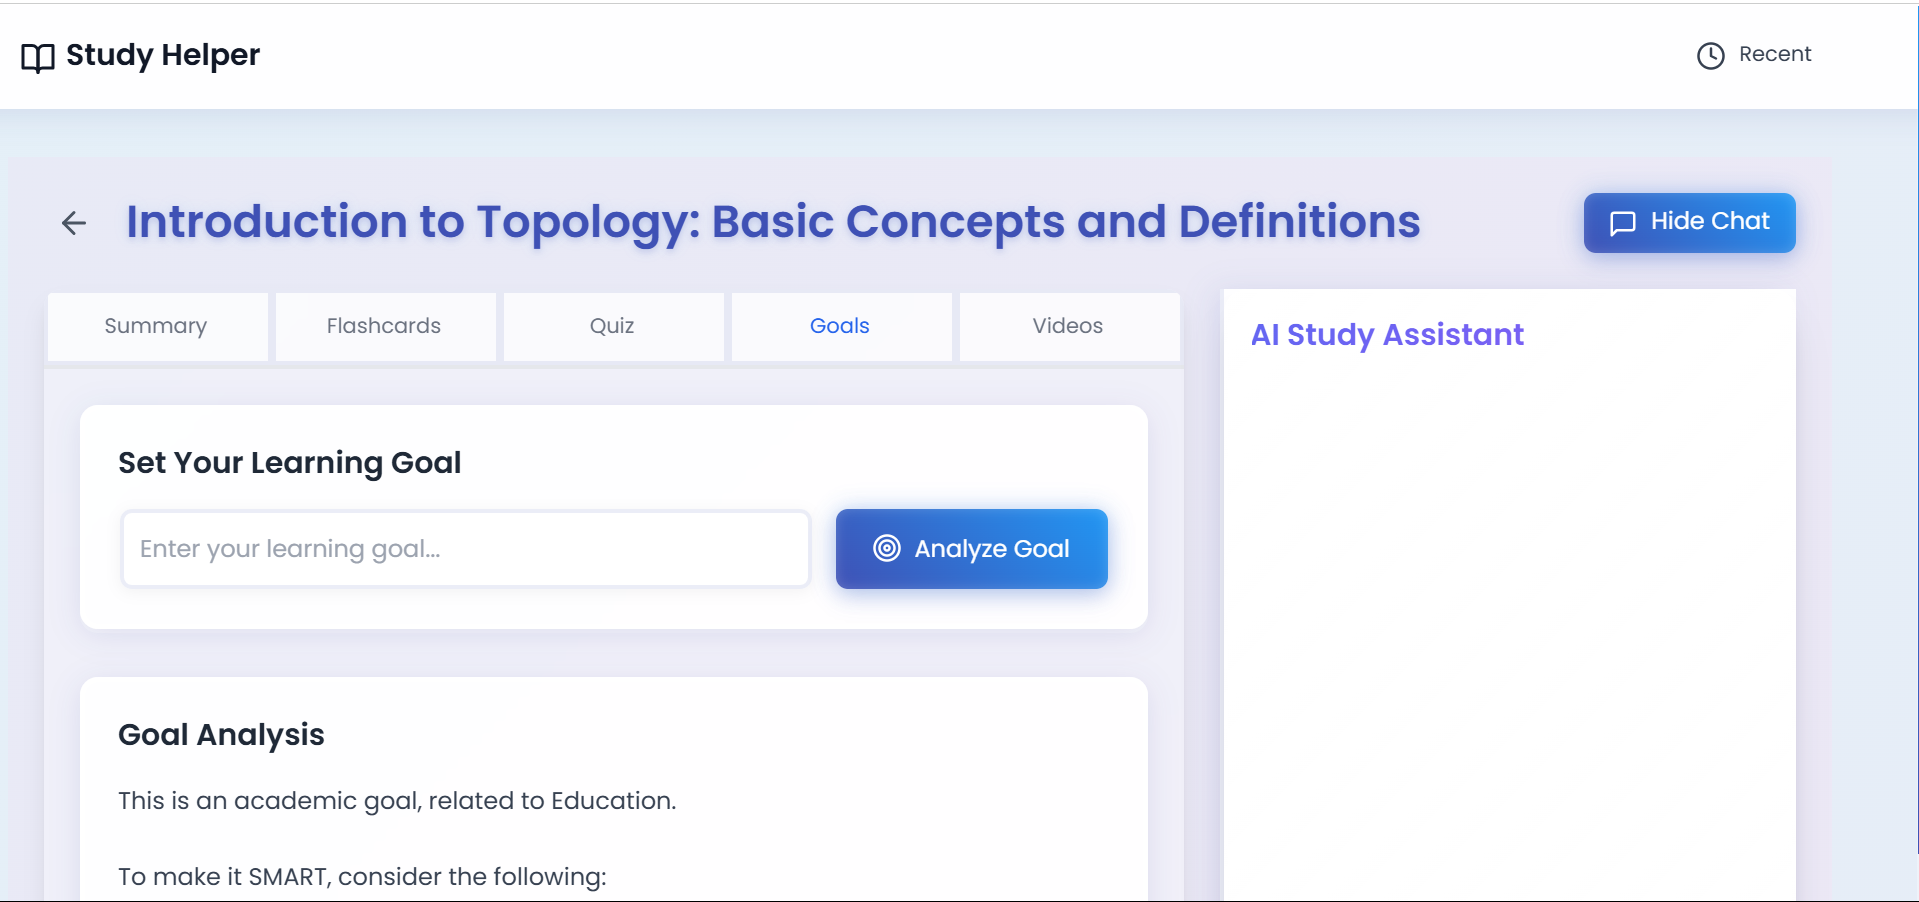 Study Helper
Recent
Introduction to Topology: Basic Concepts and Definitions
Hide Chat
Summary
Flashcards
Quiz
Goals
Videos
AI Study Assistant
Set Your Learning Goal
Enter your learning goal...
Analyze Goal
Goal Analysis
This is an academic goal, related to Education.
To make it SMART, consider the following: